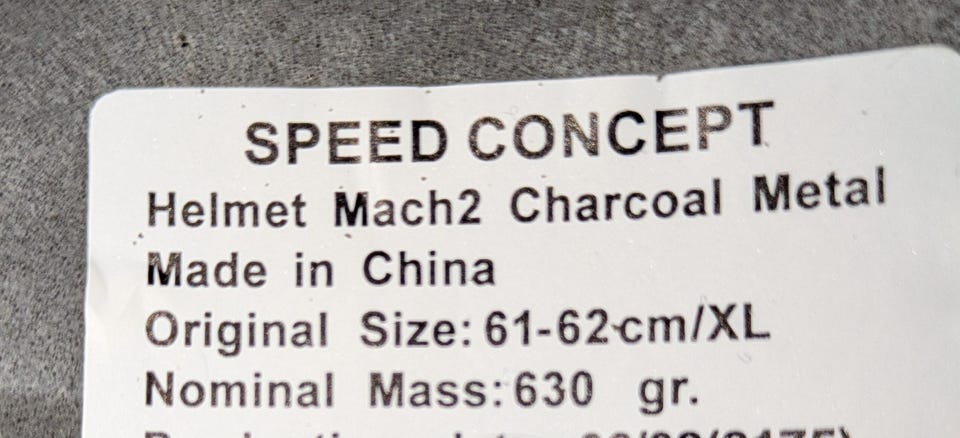 SPEED CONCEPT
Helmet Mach2 Charcoal Metal
Made in China
Original Size: 61-62cm/XL
Nominal Mass: 630 gr.